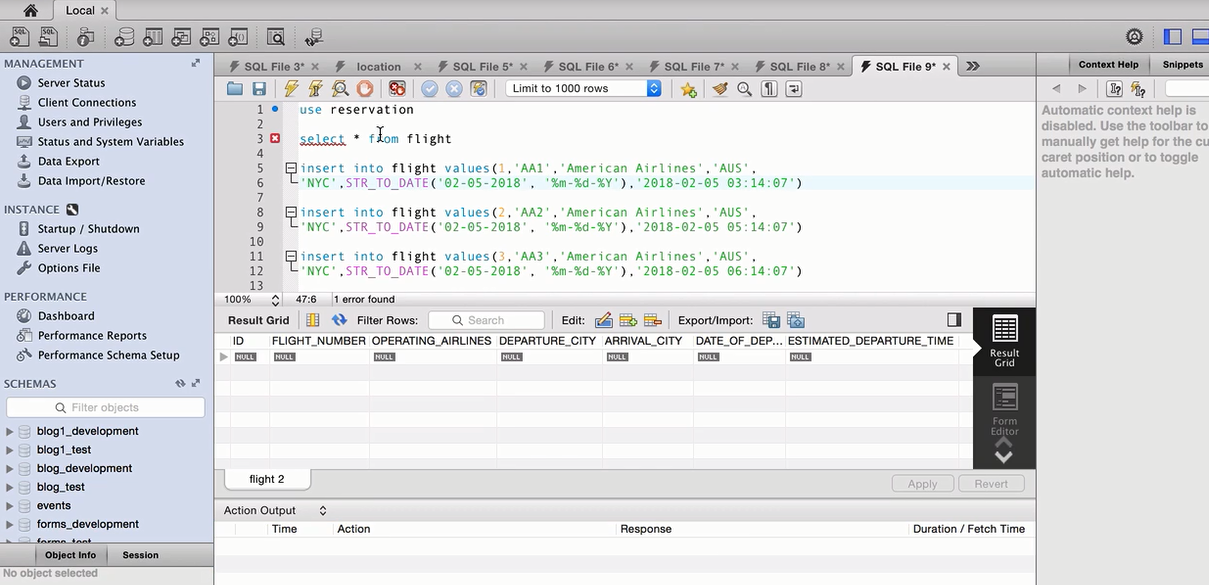 Local
SQL File 3*
location
SQL File 5*
SQL File 6*
SQL File 7*
SQL File 8*
SQL File 9*
Context Help
Snippets
MANAGEMENT
Server Status
Client Connections
Users and Privileges
Status and System Variables
Data Export
Data Import/Restore
INSTANCE
Startup / Shutdown
Server Logs
Options File
PERFORMANCE
Dashboard
Performance Reports
Performance Schema Setup
SCHEMAS
Filter objects
blog1_development
blog1_test
blog_development
blog_test
events
forms_development
forms_test
Object Info
Session
No object selected
Limit to 1000 rows
1 use reservation
2
3 select * from flight
4
5 insert into flight values(1,'AA1','American Airlines','AUS',
6 'NYC',STR_TO_DATE('02-05-2018', '%m-%d-%Y'),'2018-02-05 03:14:07')
7
8 insert into flight values(2,'AA2','American Airlines','AUS',
9 'NYC',STR_TO_DATE('02-05-2018', '%m-%d-%Y'),'2018-02-05 05:14:07')
10
11 insert into flight values(3,'AA3','American Airlines','AUS',
12 'NYC',STR_TO_DATE('02-05-2018', '%m-%d-%Y'),'2018-02-05 06:14:07')
13
100% 47:6 1 error found
Result Grid Filter Rows: Search Edit: Export/Import:
ID FLIGHT_NUMBER OPERATING_AIRLINES DEPARTURE_CITY ARRIVAL_CITY DATE_OF_DEP... ESTIMATED_DEPARTURE_TIME
NULL NULL NULL NULL NULL NULL NULL
Result
Grid
Form
Editor
flight 2
Apply
Revert
Action Output
Time Action Response Duration / Fetch Time
Automatic context help is
disabled. Use the toolbar to
manually get help for the cu
caret position or to toggle
automatic help.